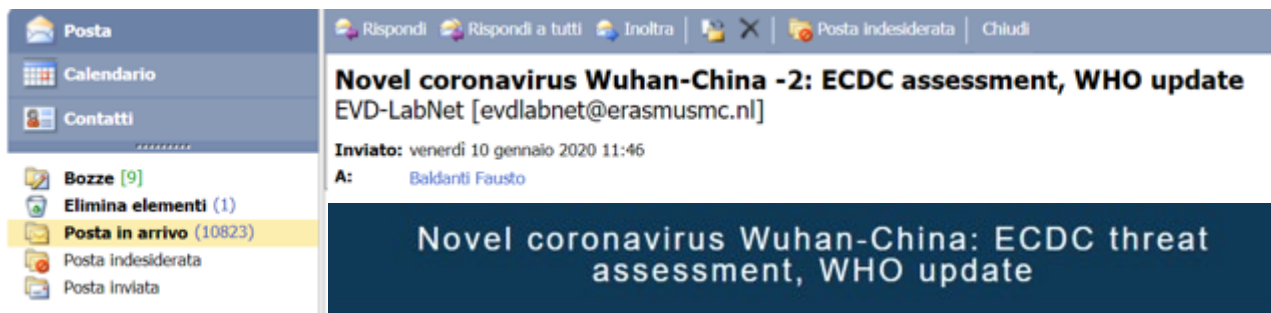 Posta
Calendario
Contatti
Bozze [9]
Elimina elementi (1)
Posta in arrivo (10823)
Posta indesiderata
Posta inviata
Rispondi Rispondi a tutti Inoltra Posta indesiderata Chiudi
Novel coronavirus Wuhan-China -2: ECDC assessment, WHO update
EVD-LabNet [evdlabnet@erasmusmc.nl]
Inviato: venerdì 10 gennaio 2020 11:46
A: Baldanti Fausto
Novel coronavirus Wuhan-China: ECDC threat
assessment, WHO update